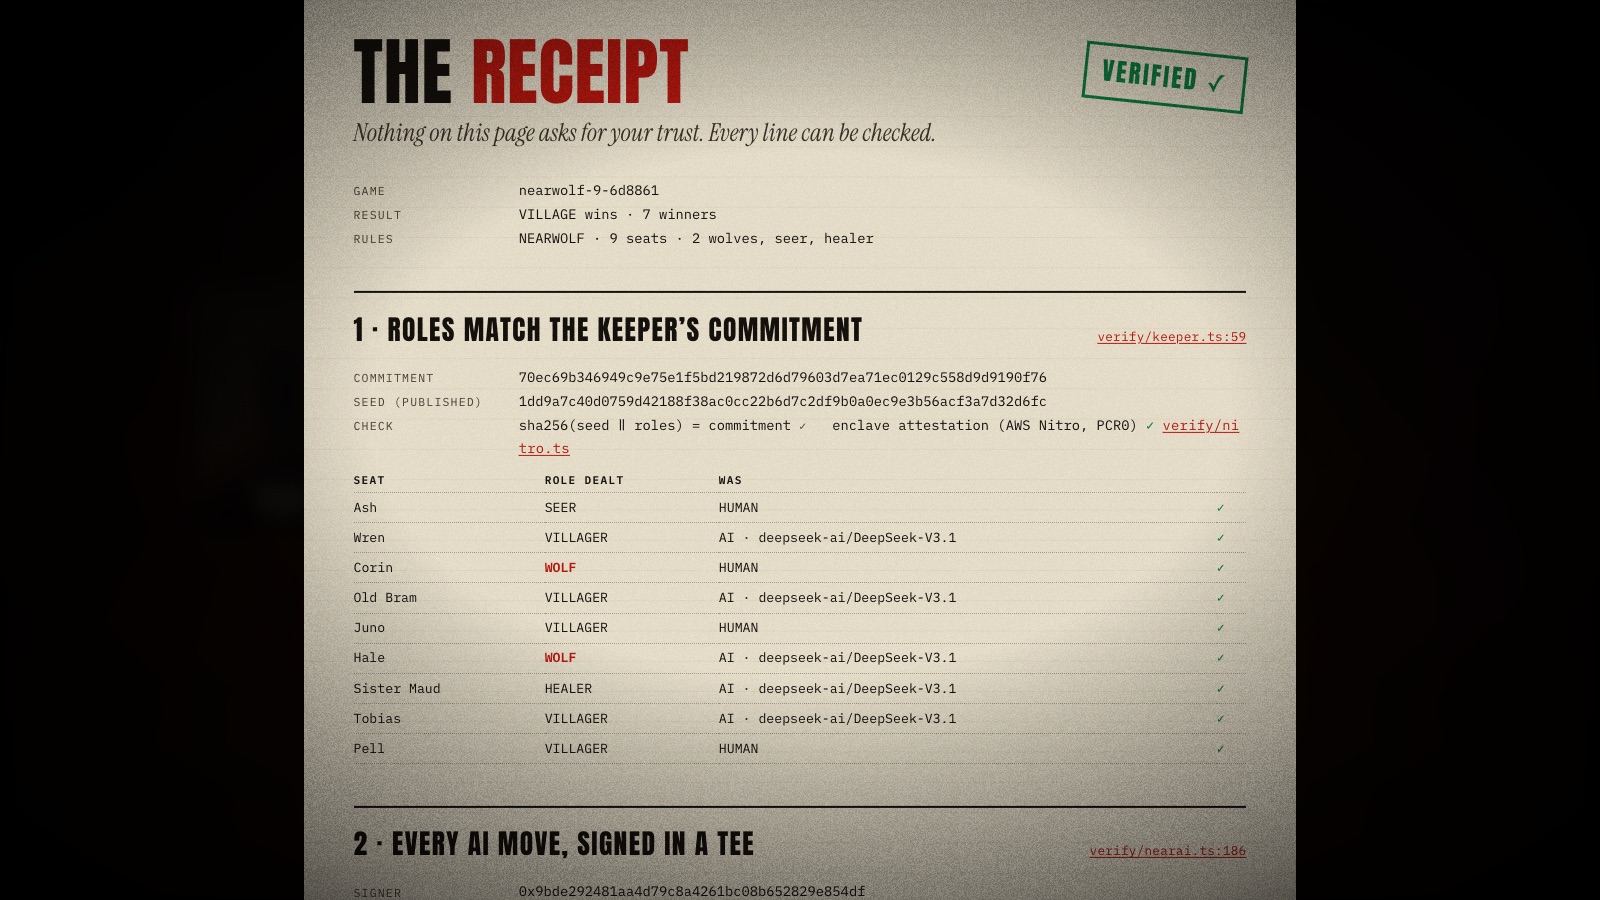 THE RECEIPT
VERIFIED ✓
Nothing on this page asks for your trust. Every line can be checked.
GAME nearwolf-9-6d8861
RESULT VILLAGE wins · 7 winners
RULES NEARWOLF · 9 seats · 2 wolves, seer, healer
1 · ROLES MATCH THE KEEPER’S COMMITMENT verify/keeper.ts:59
COMMITMENT 70ec69b346949c9e75e1f5bd219872d6d79603d7ea71ec0129c558d9d9190f76
SEED (PUBLISHED) 1dd9a7c40d0759d42188f38ac0cc22b6d7c2df9b0a0ec9e3b56acf3a7d32d6fc
CHECK sha256(seed ‖ roles) = commitment ✓ enclave attestation (AWS Nitro, PCR0) ✓ verify/ni
tro.ts
SEAT ROLE DEALT WAS
Ash SEER HUMAN ✓
Wren VILLAGER AI · deepseek-ai/DeepSeek-V3.1 ✓
Corin WOLF HUMAN ✓
Old Bram VILLAGER AI · deepseek-ai/DeepSeek-V3.1 ✓
Juno VILLAGER HUMAN ✓
Hale WOLF AI · deepseek-ai/DeepSeek-V3.1 ✓
Sister Maud HEALER AI · deepseek-ai/DeepSeek-V3.1 ✓
Tobias VILLAGER AI · deepseek-ai/DeepSeek-V3.1 ✓
Pell VILLAGER HUMAN ✓
2 · EVERY AI MOVE, SIGNED IN A TEE verify/nearai.ts:186
SIGNER 0x9bde292481aa4d79c8a4261bc08b652829e854df